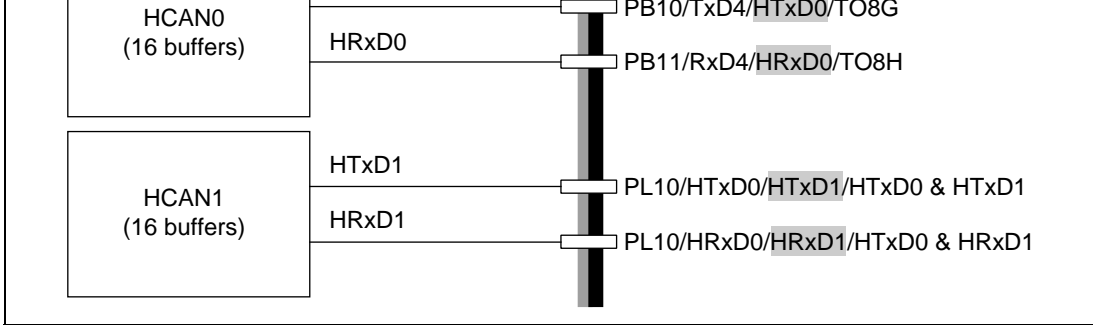 HCAN0
(16 buffers)
PB10/TxD4/HTxD0/TO8G
HRxD0
PB11/RxD4/HRxD0/TO8H
HTxD1
HCAN1
(16 buffers)
PL10/HTxD0/HTxD1/HTxD0 & HTxD1
HRxD1
PL10/HRxD0/HRxD1/HTxD0 & HRxD1